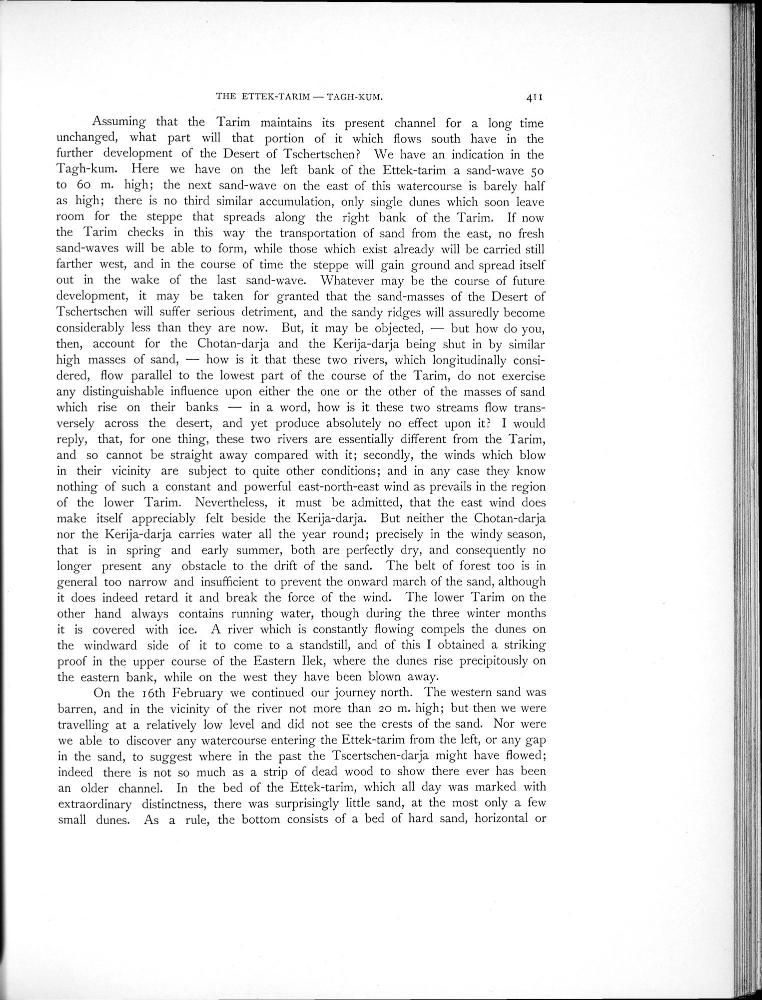 THE ETTEK-TARIM — TAGH-KUM. 411
Assuming that the Tarim maintains its present channel for a long time
unchanged, what part will that portion of it which flows south have in the
further development of the Desert of Tschertschen? We have an indication in the
Tagh-kum. Here we have on the left bank of the Ettek-tarim a sand-wave 50
to 60 m. high; the next sand-wave on the east of this watercourse is barely half
as high; there is no third similar accumulation, only single dunes which soon leave
room for the steppe that spreads along the right bank of the Tarim. If now
the Tarim checks in this way the transportation of sand from the east, no fresh
sand-waves will be able to form, while those which exist already will be carried still
farther west, and in the course of time the steppe will gain ground and spread itself
out in the wake of the last sand-wave. Whatever may be the course of future
development, it may be taken for granted that the sand-masses of the Desert of
Tschertschen will suffer serious detriment, and the sandy ridges will assuredly become
considerably less than they are now. But, it may be objected, — but how do you,
then, account for the Chotan-darja and the Kerija-darja being shut in by similar
high masses of sand, — how is it that these two rivers, which longitudinally consi-
dered, flow parallel to the lowest part of the course of the Tarim, do not exercise
any distinguishable influence upon either the one or the other of the masses of sand
which rise on their banks — in a word, how is it these two streams flow trans-
versely across the desert, and yet produce absolutely no effect upon it? I would
reply, that, for one thing, these two rivers are essentially different from the Tarim,
and so cannot be straight away compared with it; secondly, the winds which blow
in their vicinity are subject to quite other conditions; and in any case they know
nothing of such a constant and powerful east-north-east wind as prevails in the region
of the lower Tarim. Nevertheless, it must be admitted, that the east wind does
make itself appreciably felt beside the Kerija-darja. But neither the Chotan-darja
nor the Kerija-darja carries water all the year round; precisely in the windy season,
that is in spring and early summer, both are perfectly dry, and consequently no
longer present any obstacle to the drift of the sand. The belt of forest too is in
general too narrow and insufficient to prevent the onward march of the sand, although
it does indeed retard it and break the force of the wind. The lower Tarim on the
other hand always contains running water, though during the three winter months
it is covered with ice. A river which is constantly flowing compels the dunes on
the windward side of it to come to a standstill, and of this I obtained a striking
proof in the upper course of the Eastern Ilek, where the dunes rise precipitously on
the eastern bank, while on the west they have been blown away.
On the 16th February we continued our journey north. The western sand was
barren, and in the vicinity of the river not more than 20 m. high; but then we were
travelling at a relatively low level and did not see the crests of the sand. Nor were
we able to discover any watercourse entering the Ettek-tarim from the left, or any gap
in the sand, to suggest where in the past the Tscertschen-darja might have flowed;
indeed there is not so much as a strip of dead wood to show there ever has been
an older channel. In the bed of the Ettek-tarim, which all day was marked with
extraordinary distinctness, there was surprisingly little sand, at the most only a few
small dunes. As a rule, the bottom consists of a bed of hard sand, horizontal or